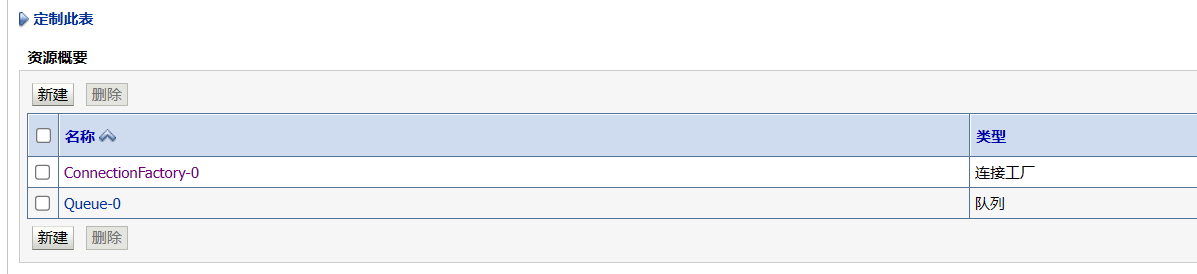 定制此表
资源概要
新建 删除
名称 类型
ConnectionFactory-0 连接工厂
Queue-0 队列
新建 删除